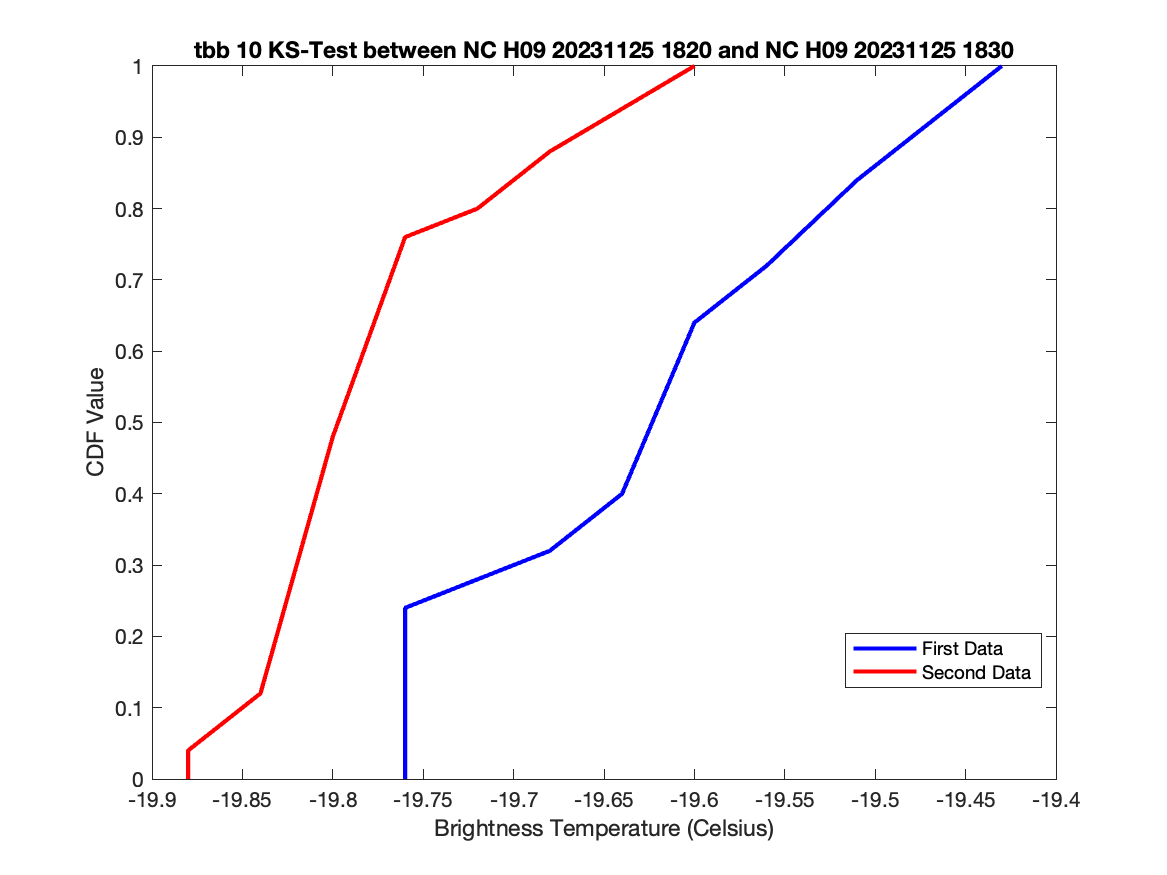 tbb 10 KS-Test between NC H09 20231125 1820 and NC H09 20231125 1830
1
0.9
0.8
0.7
0.6
0.5
0.4
0.3
0.2
0.1
0
CDF Value
First Data
Second Data
-19.9 -19.85 -19.8 -19.75 -19.7 -19.65 -19.6 -19.55 -19.5 -19.45 -19.4
Brightness Temperature (Celsius)